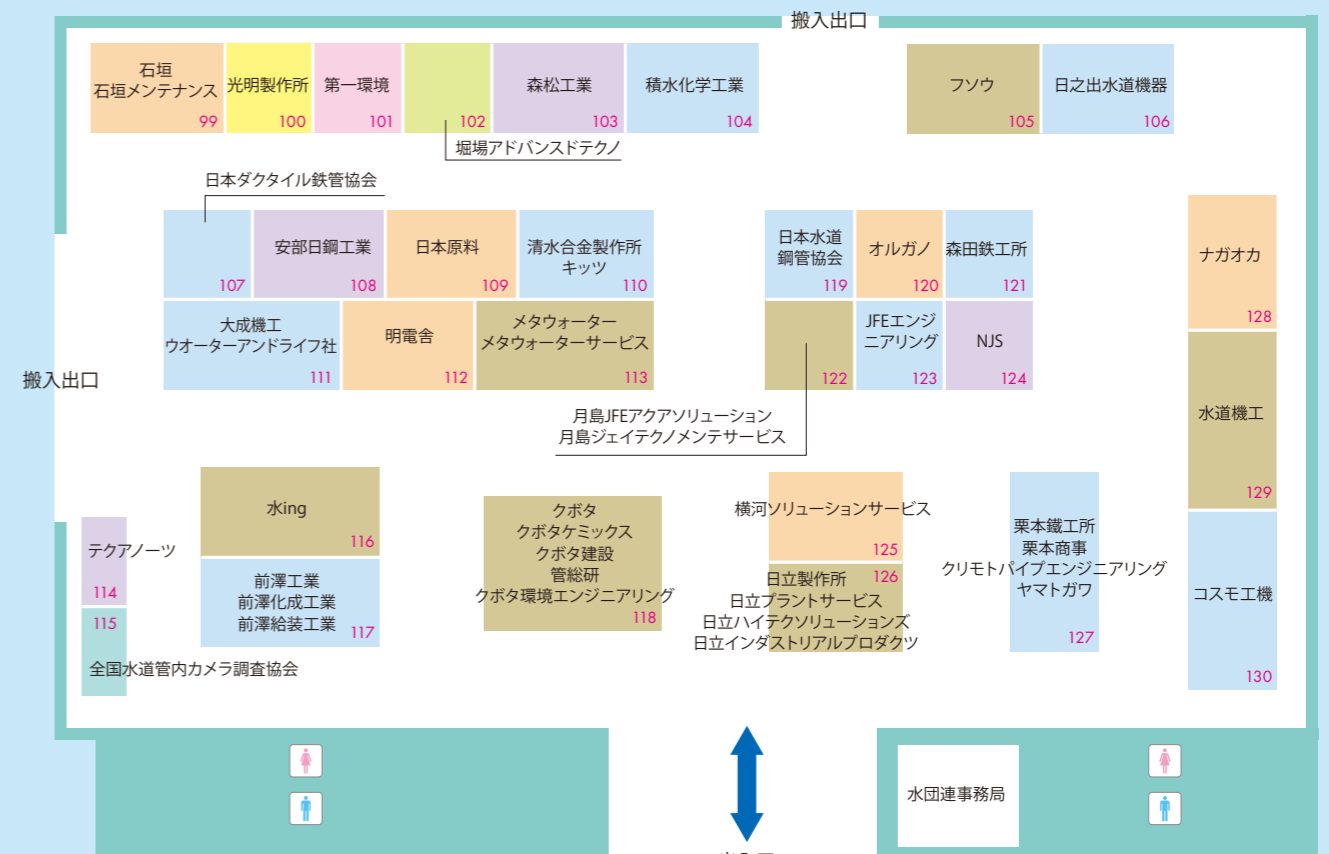 搬入出口
石垣
石垣メンテナンス
99
光明製作所
100
第一環境
101
102
堀場アドバンスドテクノ
森松工業
103
積水化学工業
104
フソウ
105
日之出水道機器
106
日本ダクタイル鉄管協会
107
安部日鋼工業
108
日本原料
109
清水合金製作所
キッツ
110
日本水道
鋼管協会
119
オルガノ
120
森田鉄工所
121
ナガオカ
128
大成機工
ウオーターアンドライフ社
111
明電舎
112
メタウォーター
メタウォーターサービス
113
122
月島JFEアクアソリューション
月島ジェイテクノメンテサービス
JFEエンジ
ニアリング
123
NJS
124
搬入出口
水道機工
129
テクアノーツ
114
115
全国水道管内カメラ調査協会
水ing
116
前澤工業
前澤化成工業
前澤給装工業
117
クボタ
クボタケミックス
クボタ建設
管総研
クボタ環境エンジニアリング
118
横河ソリューションサービス
125
日立製作所
126
日立プラントサービス
日立ハイテクソリューションズ
日立インダストリアルプロダクツ
栗本鐵工所
栗本商事
クリモトパイプエンジニアリング
ヤマトガワ
127
コスモ工機
130
水団連事務局